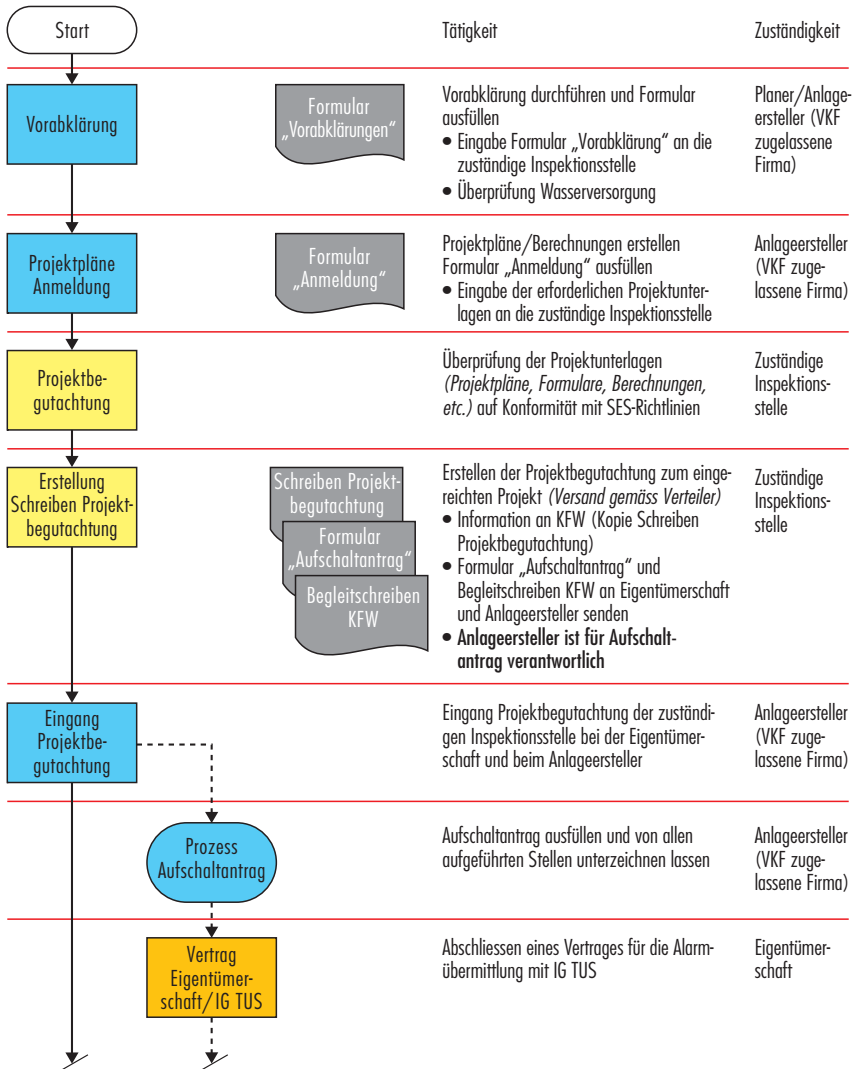 Start
Tätigkeit
Zuständigkeit
Vorabklärung
Formular
„Vorabklärungen“
Vorabklärung durchführen und Formular
ausfüllen
• Eingabe Formular „Vorabklärung“ an die
zuständige Inspektionsstelle
• Überprüfung Wasserversorgung
Planer/Anlage-
ersteller (VKF
zugelassene
Firma)
Projektpläne
Anmeldung
Formular
„Anmeldung“
Projektpläne/Berechnungen erstellen
Formular „Anmeldung“ ausfüllen
• Eingabe der erforderlichen Projektunter-
lagen an die zuständige Inspektionsstelle
Anlageersteller
(VKF zuge-
lassene Firma)
Projektbe-
gutachtung
Überprüfung der Projektunterlagen
(Projektpläne, Formulare, Berechnungen,
etc.) auf Konformität mit SES-Richtlinien
Zuständige
Inspektions-
stelle
Erstellung
Schreiben Projekt-
begutachtung
Schreiben Projekt-
begutachtung
Formular
„Aufschaltantrag“
Begleitschreiben
KFW
Erstellen der Projektbegutachtung zum einge-
reichten Projekt (Versand gemäss Verteiler)
• Information an KFW (Kopie Schreiben
Projektbegutachtung)
• Formular „Aufschaltantrag“ und
Begleitschreiben KFW an Eigentümerschaft
und Anlageersteller senden
• Anlageersteller ist für Aufschalt-
antrag verantwortlich
Zuständige
Inspektions-
stelle
Eingang
Projektbe-
gutachtung
Eingang Projektbegutachtung der zuständi-
gen Inspektionsstelle bei der Eigentümer-
schaft und beim Anlageersteller
Anlageersteller
(VKF zuge-
lassene Firma)
Prozess
Aufschaltantrag
Aufschaltantrag ausfüllen und von allen
aufgeführten Stellen unterzeichnen lassen
Anlageersteller
(VKF zuge-
lassene Firma)
Vertrag
Eigentümer-
schaft/IG TUS
Abschliessen eines Vertrages für die Alarm-
übermittlung mit IG TUS
Eigentümer-
schaft